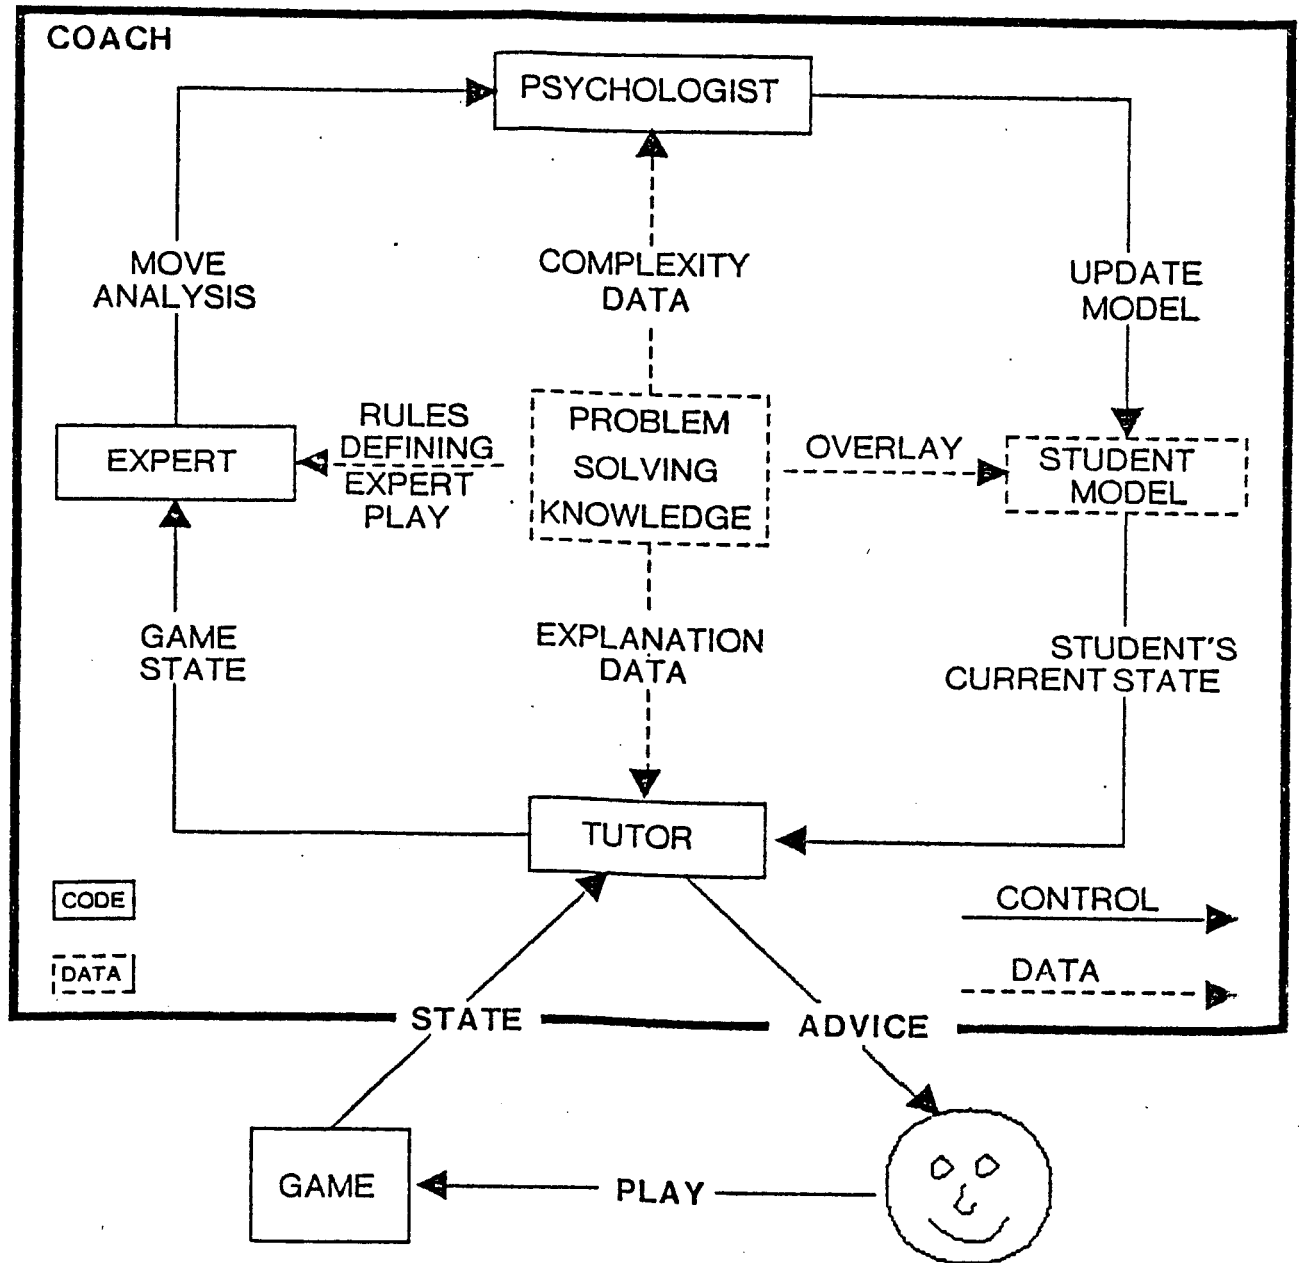 COACH
PSYCHOLOGIST
MOVE
ANALYSIS
COMPLEXITY
DATA
UPDATE
MODEL
EXPERT
RULES
DEFINING
EXPERT
PLAY
PROBLEM
SOLVING
KNOWLEDGE
OVERLAY
STUDENT
MODEL
GAME
STATE
EXPLANATION
DATA
STUDENT'S
CURRENT STATE
TUTOR
CODE
CONTROL
DATA
DATA
STATE
ADVICE
GAME
PLAY